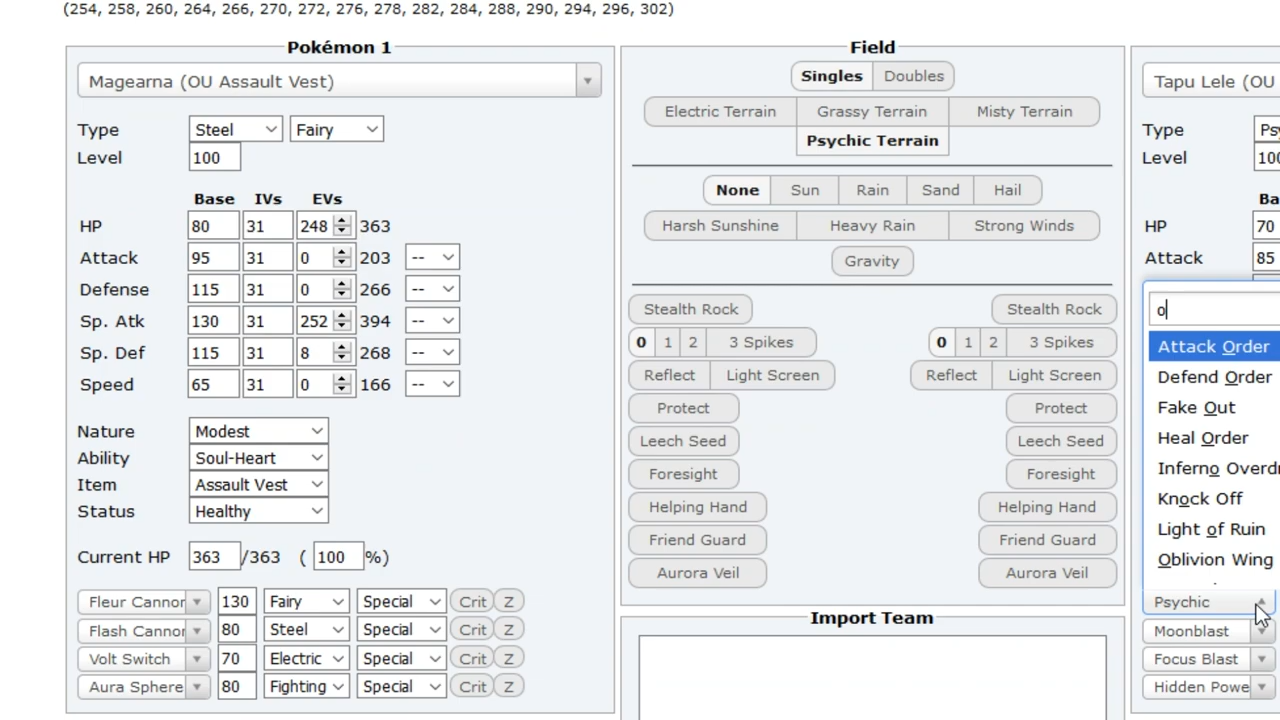 (254, 258, 260, 264, 266, 270, 272, 276, 278, 282, 284, 288, 290, 294, 296, 302)
Pokémon 1
Magearna (OU Assault Vest)
Type Steel Fairy
Level 100
Base IVs EVs
HP 80 31 248 363
Attack 95 31 0 203 --
Defense 115 31 0 266 --
Sp. Atk 130 31 252 394 --
Sp. Def 115 31 8 268 --
Speed 65 31 0 166 --
Nature Modest
Ability Soul-Heart
Item Assault Vest
Status Healthy
Current HP 363 /363 ( 100 %)
Fleur Cannon 130 Fairy Special Crit Z
Flash Cannon 80 Steel Special Crit Z
Volt Switch 70 Electric Special Crit Z
Aura Sphere 80 Fighting Special Crit Z
Field
Singles Doubles
Electric Terrain Grassy Terrain Misty Terrain
Psychic Terrain
None Sun Rain Sand Hail
Harsh Sunshine Heavy Rain Strong Winds
Gravity
Stealth Rock Stealth Rock
0 1 2 3 Spikes 0 1 2 3 Spikes
Reflect Light Screen Reflect Light Screen
Protect Protect
Leech Seed Leech Seed
Foresight Foresight
Helping Hand Helping Hand
Friend Guard Friend Guard
Aurora Veil Aurora Veil
Import Team
Tapu Lele (OU
Type Psy
Level 100
Ba
HP 70
Attack 85
o
Attack Order
Defend Order
Fake Out
Heal Order
Inferno Overdr
Knock Off
Light of Ruin
Oblivion Wing
Psychic
Moonblast
Focus Blast
Hidden Powe